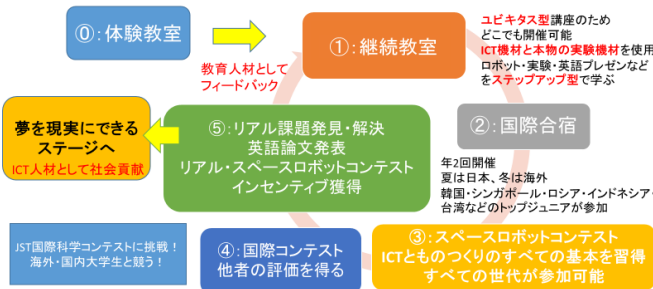 ⓪：体験教室
①：継続教室
ユビキタス型講座のため
どこでも開催可能
ICT機材と本物の実験機材を使用
ロボット・実験・英語プレゼンなど
をステップアップ型で学ぶ
教育人材として
フィードバック
②：国際合宿
年2回開催
夏は日本、冬は海外
韓国・シンガポール・ロシア・インドネシア・
台湾などのトップジュニアが参加
③：スペースロボットコンテスト
ICTとものつくりのすべての基本を習得
すべての世代が参加可能
④：国際コンテスト
他者の評価を得る
JST国際科学コンテストに挑戦！
海外・国内大学生と競う！
⑤：リアル課題発見・解決
英語論文発表
リアル・スペースロボットコンテスト
インセンティブ獲得
夢を現実にできる
ステージへ
ICT人材として社会貢献